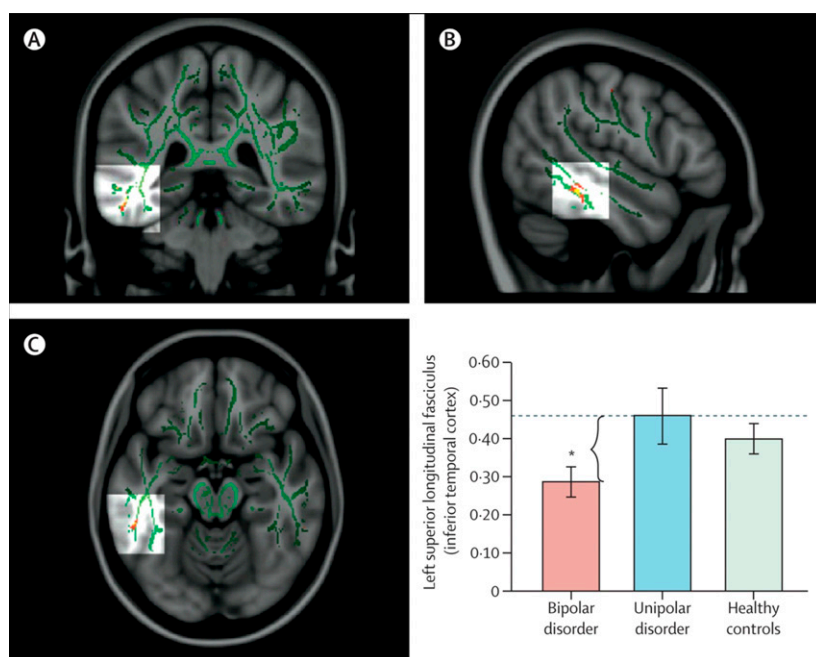 A
B
C
0·60
0·50
0·40
0·30
0·20
0·10
0
Left superior longitudinal fasciculus
(inferior temporal cortex)
*
Bipolar
disorder
Unipolar
disorder
Healthy
controls